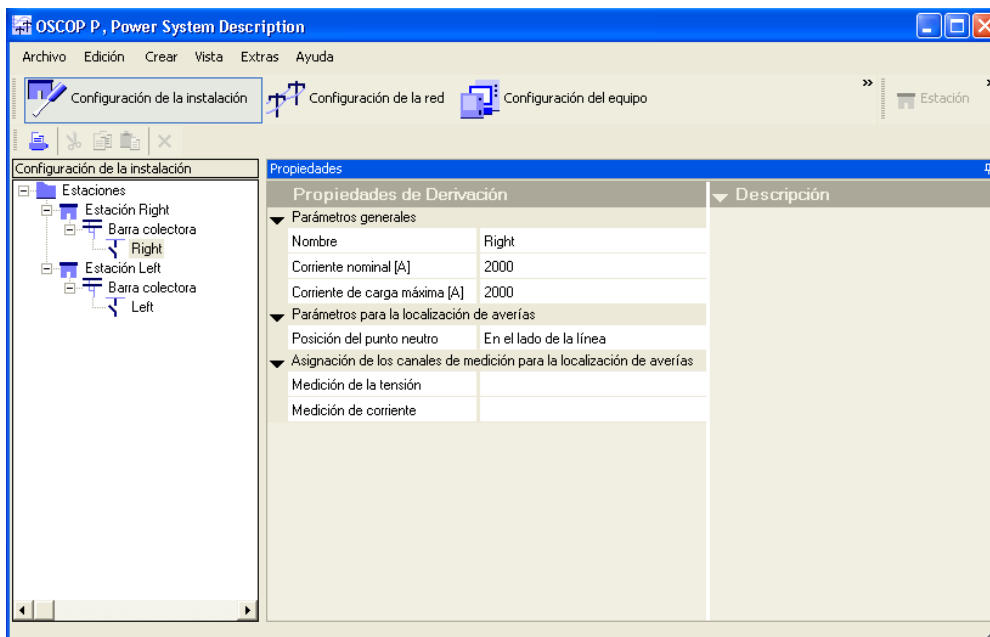 OSCOP P, Power System Description
Archivo Edición Crear Vista Extras Ayuda
Configuración de la instalación Configuración de la red Configuración del equipo » Estación
Configuración de la instalación
Estaciones
Estación Right
Barra colectora
Right
Estación Left
Barra colectora
Left
Propiedades
Propiedades de Derivación
Parámetros generales
Nombre Right
Corriente nominal [A] 2000
Corriente de carga máxima [A] 2000
Parámetros para la localización de averías
Posición del punto neutro En el lado de la línea
Asignación de los canales de medición para la localización de averías
Medición de la tensión
Medición de corriente
Descripción